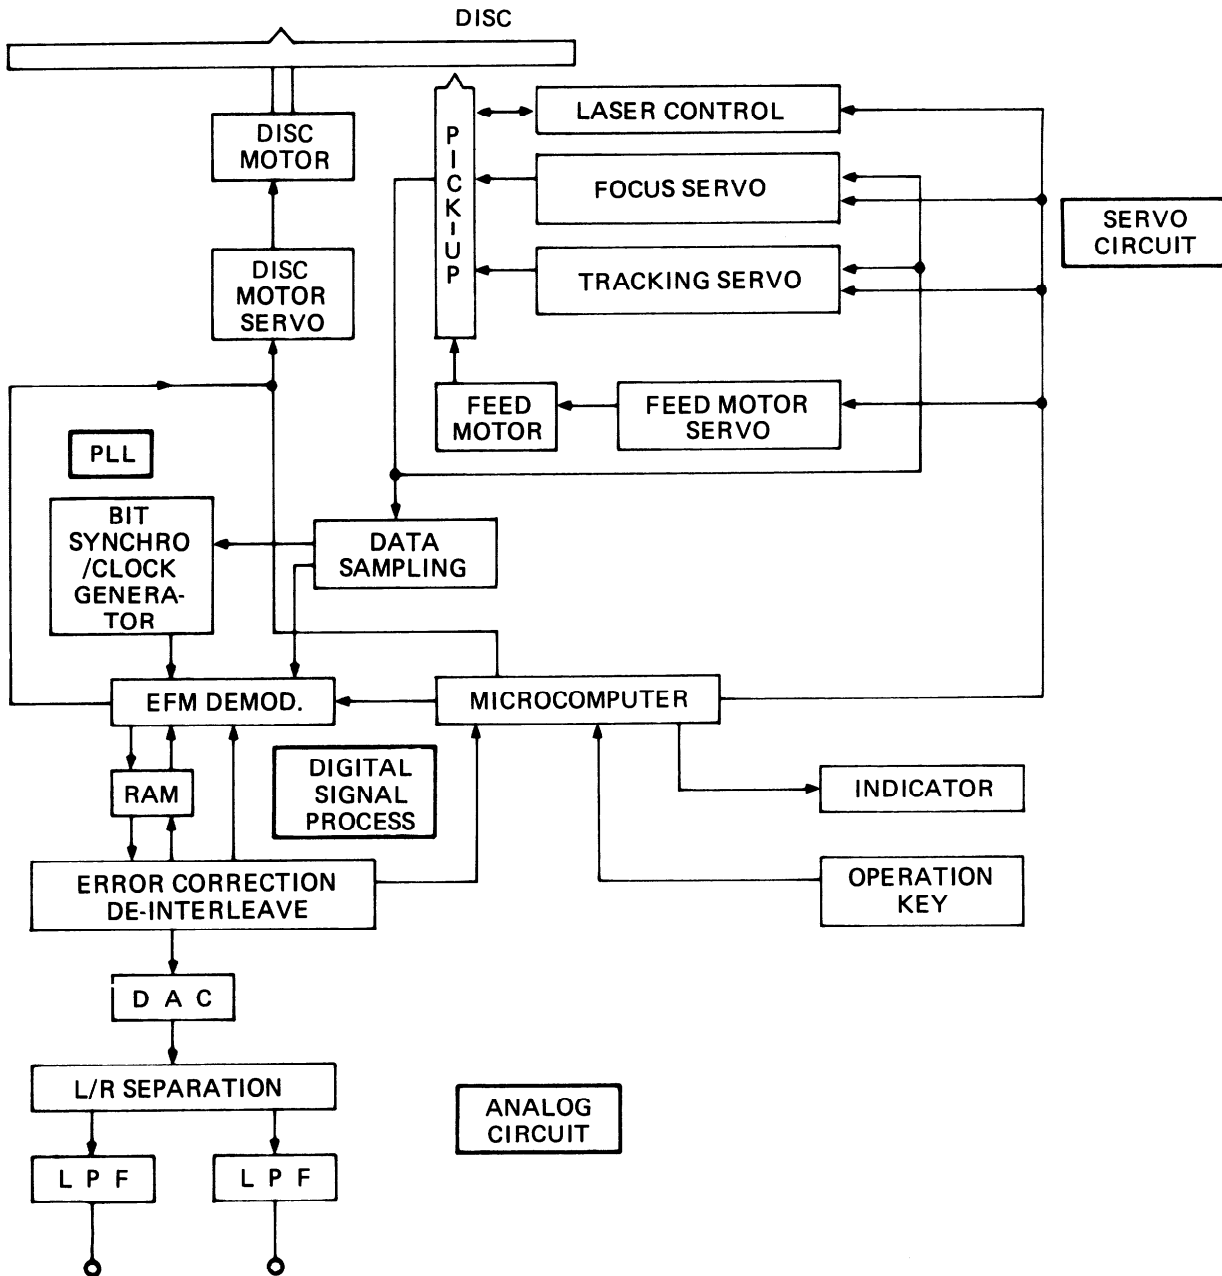 DISC
DISC
MOTOR
PICK-UP
LASER CONTROL
FOCUS SERVO
SERVO
CIRCUIT
DISC
MOTOR
SERVO
TRACKING SERVO
FEED
MOTOR
FEED MOTOR
SERVO
PLL
BIT
SYNCHRO
/CLOCK
GENERA-
TOR
DATA
SAMPLING
EFM DEMOD.
MICROCOMPUTER
RAM
DIGITAL
SIGNAL
PROCESS
INDICATOR
ERROR CORRECTION
DE-INTERLEAVE
OPERATION
KEY
D A C
L/R SEPARATION
ANALOG
CIRCUIT
L P F
L P F